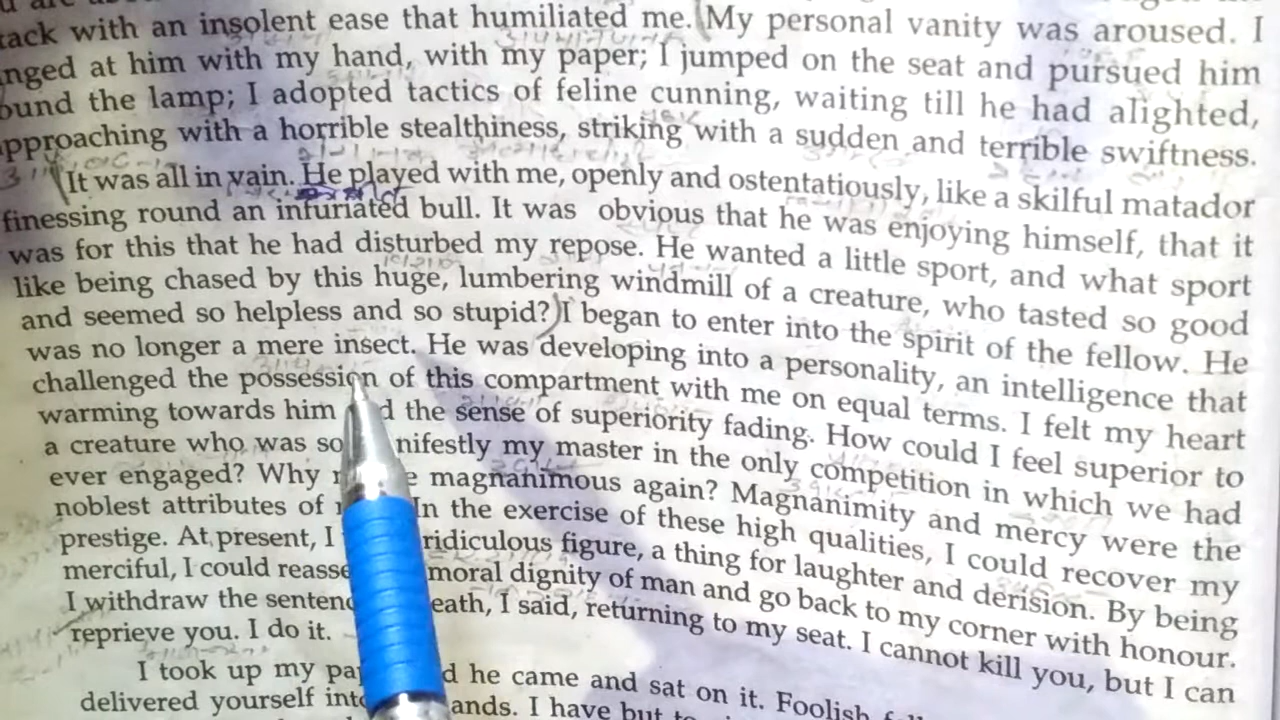 tack with an insolent ease that humiliated me. My personal vanity was aroused. I
nged at him with my hand, with my paper; I jumped on the seat and pursued him
ound the lamp; I adopted tactics of feline cunning, waiting till he had alighted,
pproaching with a horrible stealthiness, striking with a sudden and terrible swiftness.
It was all in vain. He played with me, openly and ostentatiously, like a skilful matador
finessing round an infuriated bull. It was obvious that he was enjoying himself, that it
was for this that he had disturbed my repose. He wanted a little sport, and what sport
like being chased by this huge, lumbering windmill of a creature, who tasted so good
and seemed so helpless and so stupid? I began to enter into the spirit of the fellow. He
was no longer a mere insect. He was developing into a personality, an intelligence that
challenged the possession of this compartment with me on equal terms. I felt my heart
warming towards him the sense of superiority fading. How could I feel superior to
a creature who was so nifestly my master in the only competition in which we had
ever engaged? Why magnanimous again? Magnanimity and mercy were the
noblest attributes of In the exercise of these high qualities, I could recover my
prestige. At present, I ridiculous figure, a thing for laughter and derision. By being
merciful, I could reasse moral dignity of man and go back to my corner with honour.
I withdraw the sentenc eath, I said, returning to my seat. I cannot kill you, but I can
reprieve you. I do it.
I took up my pa d he came and sat on it. Foolish
delivered yourself into ands. I have but